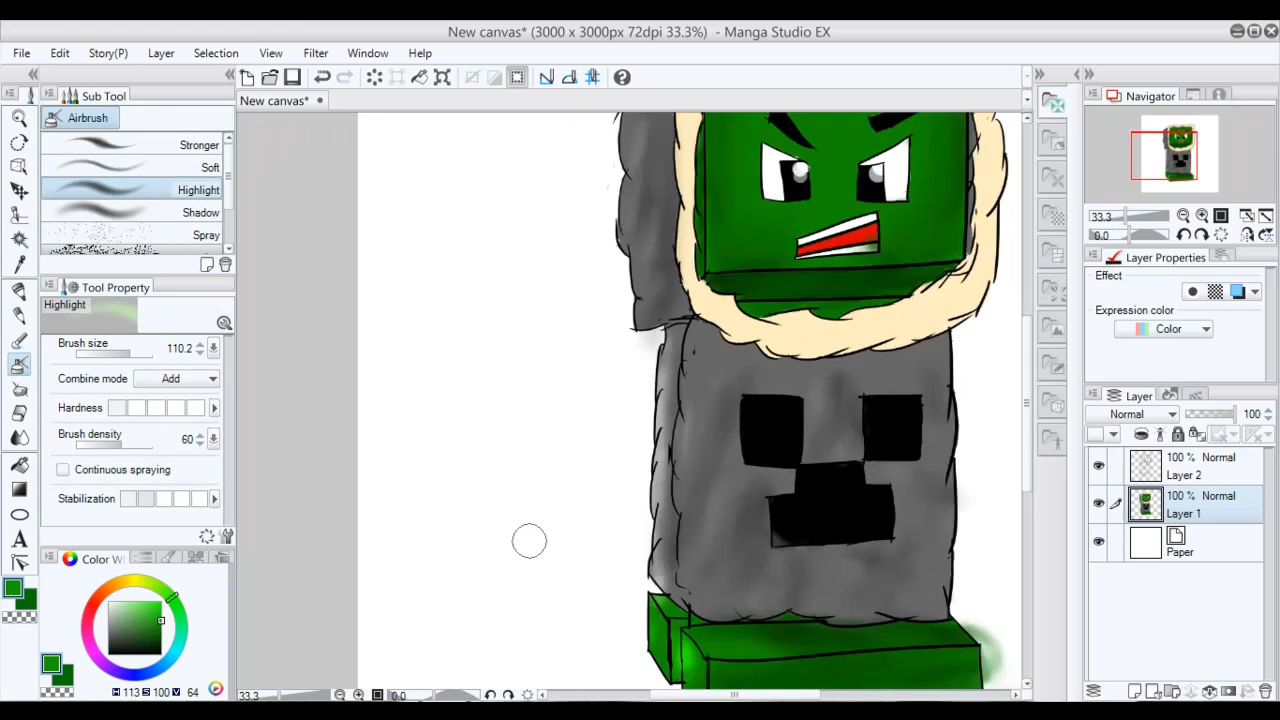 New canvas* (3000 x 3000px 72dpi 33.3%) - Manga Studio EX
File Edit Story(P) Layer Selection View Filter Window Help
Sub Tool
New canvas*
Navigator
Airbrush
Stronger
Soft
Highlight
Shadow
Spray
33.3
0.0
Layer Properties
Tool Property
Effect
Highlight
Expression color
Color
Brush size 110.2
Combine mode Add
Hardness
Brush density 60
Continuous spraying
Stabilization
Layer
Normal 100
100 % Normal
Layer 2
100 % Normal
Layer 1
Paper
Color W
H 113 S 100 V 64
33.3 0.0